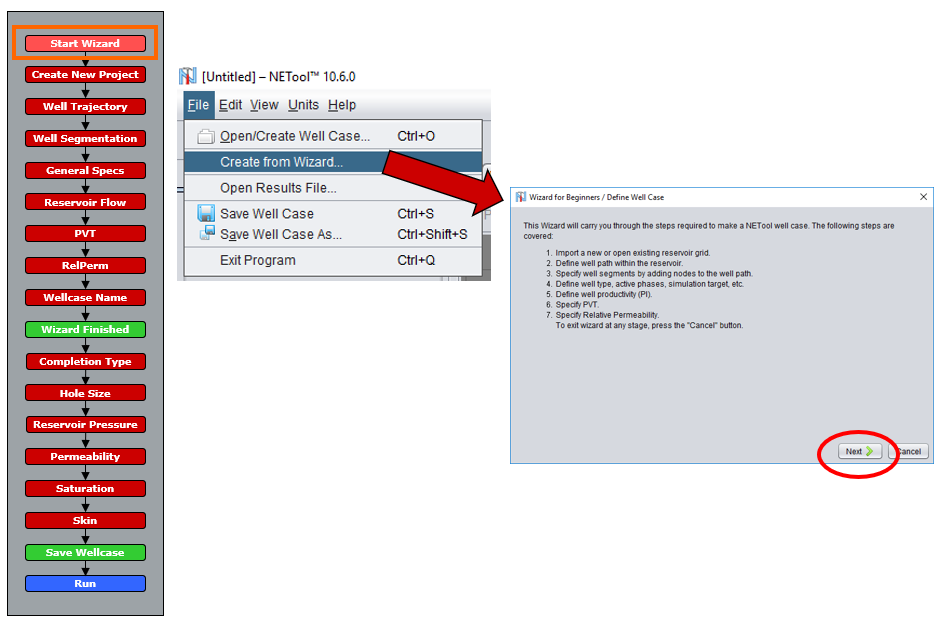 Start Wizard
Create New Project
Well Trajectory
Well Segmentation
General Specs
Reservoir Flow
PVT
RelPerm
Wellcase Name
Wizard Finished
Completion Type
Hole Size
Reservoir Pressure
Permeability
Saturation
Skin
Save Wellcase
Run
[Untitled] – NETool™ 10.6.0
File Edit View Units Help
Open/Create Well Case... Ctrl+O
Create from Wizard...
Open Results File...
Save Well Case Ctrl+S
Save Well Case As... Ctrl+Shift+S
Exit Program Ctrl+Q
Wizard for Beginners / Define Well Case
This Wizard will carry you through the steps required to make a NETool well case. The following steps are
covered:
1. Import a new or open existing reservoir grid.
2. Define well path within the reservoir.
3. Specify well segments by adding nodes to the well path.
4. Define well type, active phases, simulation target, etc.
5. Define well productivity (PI).
6. Specify PVT.
7. Specify Relative Permeability.
To exit wizard at any stage, press the "Cancel" button.
Next Cancel